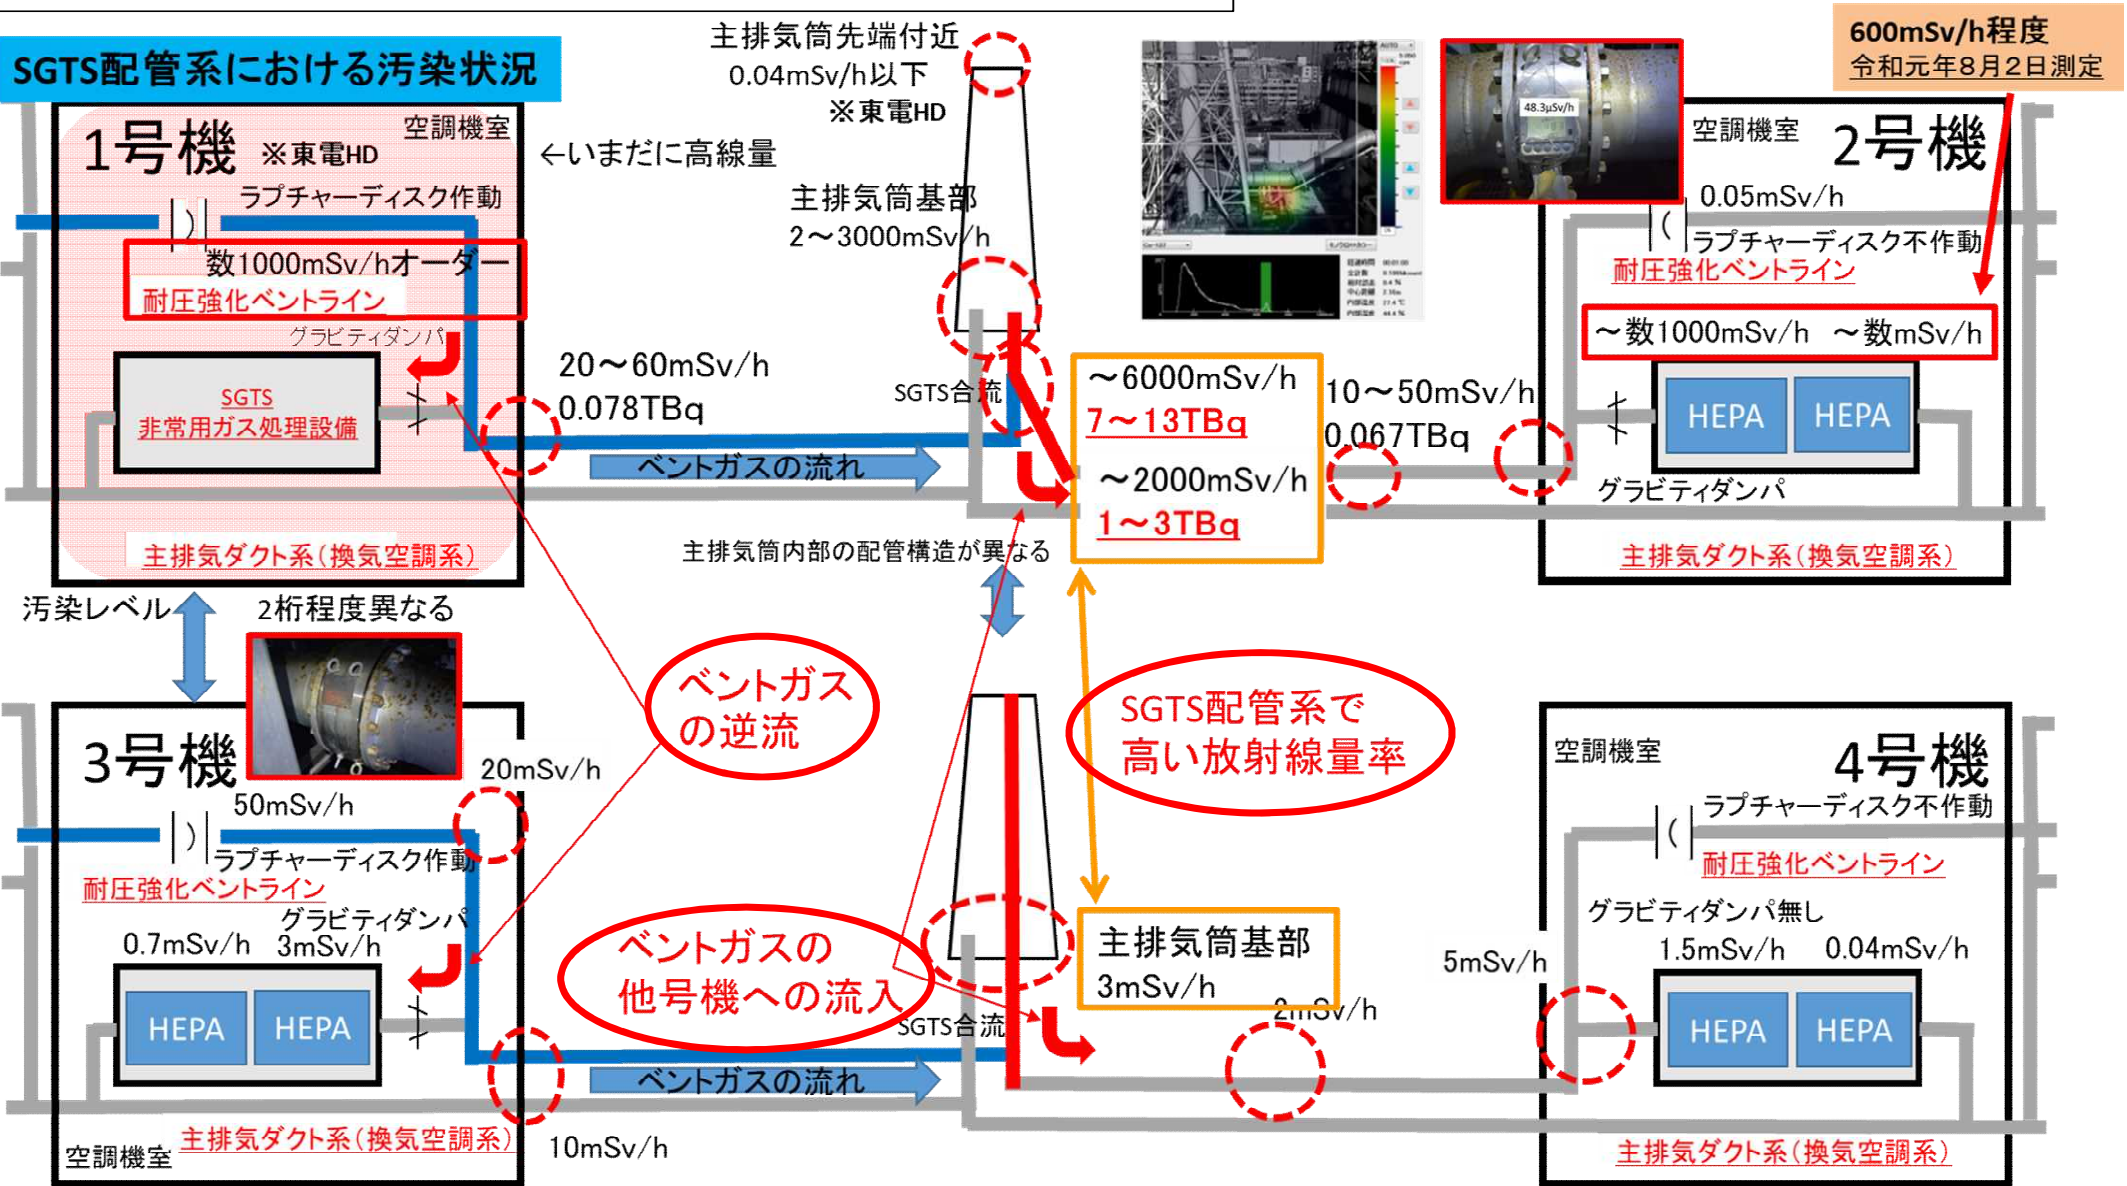 SGTS配管系における汚染状況
主排気筒先端付近
0.04mSv/h以下
※東電HD
600mSv/h程度
令和元年8月2日測定
1号機 ※東電HD
空調機室
←いまだに高線量
ラプチャーディスク作動
数1000mSv/hオーダー
耐圧強化ベントライン
グラビティダンパ
SGTS
非常用ガス処理設備
主排気ダクト系(換気空調系)
主排気筒基部
2～3000mSv/h
20～60mSv/h
0.078TBq
SGTS合流
ベントガスの流れ
主排気筒内部の配管構造が異なる
～6000mSv/h
7～13TBq
～2000mSv/h
1～3TBq
10～50mSv/h
0.067TBq
48.3μSv/h
空調機室
2号機
0.05mSv/h
ラプチャーディスク不作動
耐圧強化ベントライン
～数1000mSv/h ～数mSv/h
HEPA HEPA
グラビティダンパ
主排気ダクト系(換気空調系)
汚染レベル
2桁程度異なる
ベントガス
の逆流
SGTS配管系で
高い放射線量率
3号機
20mSv/h
50mSv/h
ラプチャーディスク作動
耐圧強化ベントライン
グラビティダンパ
0.7mSv/h 3mSv/h
HEPA HEPA
空調機室
主排気ダクト系(換気空調系)
10mSv/h
ベントガスの
他号機への流入
SGTS合流
ベントガスの流れ
主排気筒基部
3mSv/h
2mSv/h
5mSv/h
空調機室
4号機
ラプチャーディスク不作動
耐圧強化ベントライン
グラビティダンパ無し
1.5mSv/h 0.04mSv/h
HEPA HEPA
主排気ダクト系(換気空調系)